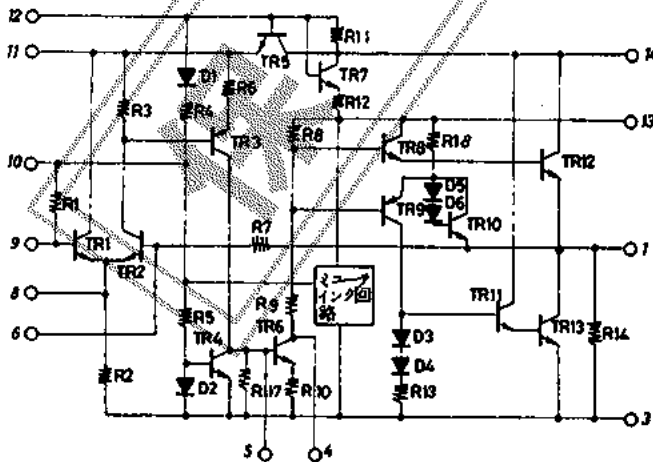 12
11
14
R11
TR5
TR7
D1
R6
R12
R3
R4
TR3
R8
13
TR8
R18
TR12
10
D5
D6
R1
TR9
TR10
R7
9
TR1
TR2
1
8
ミューティング回路
R5
R9
TR11
6
TR4
TR6
TR13
R14
D3
D4
R2
D2
R10
R13
3
5
4